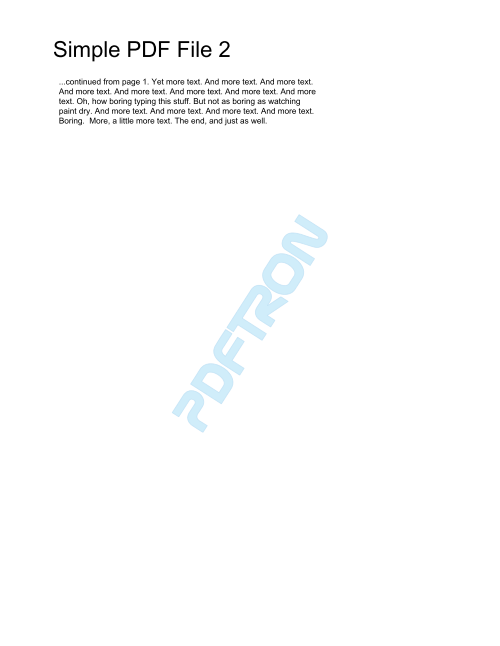 Simple PDF File 2
...continued from page 1. Yet more text. And more text. And more text.
And more text. And more text. And more text. And more text. And more
text. Oh, how boring typing this stuff. But not as boring as watching
paint dry. And more text. And more text. And more text. And more text.
Boring.  More, a little more text. The end, and just as well.
PDFTRON